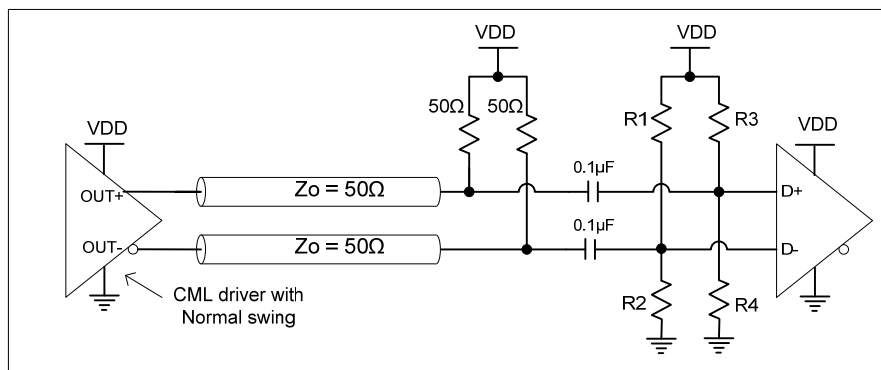 VDD
VDD
50Ω
50Ω
R1
R3
VDD
VDD
0.1µF
OUT+
Zo = 50Ω
D+
0.1µF
OUT-
Zo = 50Ω
D-
CML driver with
Normal swing
R2
R4